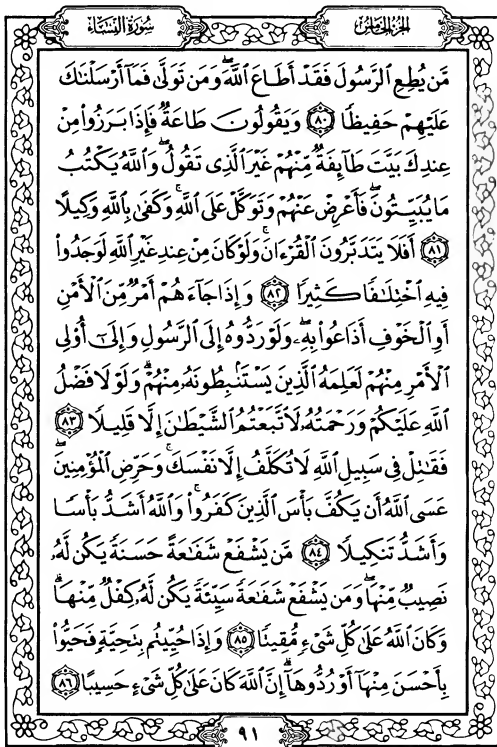 الجزء الخامس
سورة النساء
مَّن يُطِعِ الرَّسُولَ فَقَدْ أَطَاعَ اللَّهَ ۖ وَمَن تَوَلَّىٰ فَمَا أَرْسَلْنَاكَ
عَلَيْهِمْ حَفِيظًا ﴿٨٠﴾ وَيَقُولُونَ طَاعَةٌ فَإِذَا بَرَزُوا مِنْ
عِندِكَ بَيَّتَ طَائِفَةٌ مِّنْهُمْ غَيْرَ الَّذِي تَقُولُ ۖ وَاللَّهُ يَكْتُبُ
مَا يُبَيِّتُونَ ۖ فَأَعْرِضْ عَنْهُمْ وَتَوَكَّلْ عَلَى اللَّهِ ۚ وَكَفَىٰ بِاللَّهِ وَكِيلًا
﴿٨١﴾ أَفَلَا يَتَدَبَّرُونَ الْقُرْءَانَ ۚ وَلَوْ كَانَ مِنْ عِندِ غَيْرِ اللَّهِ لَوَجَدُوا
فِيهِ اخْتِلَافًا كَثِيرًا ﴿٨٢﴾ وَإِذَا جَاءَهُمْ أَمْرٌ مِّنَ الْأَمْنِ
أَوِ الْخَوْفِ أَذَاعُوا بِهِ ۖ وَلَوْ رَدُّوهُ إِلَى الرَّسُولِ وَإِلَىٰ أُولِي
الْأَمْرِ مِنْهُمْ لَعَلِمَهُ الَّذِينَ يَسْتَنبِطُونَهُ مِنْهُمْ ۗ وَلَوْلَا فَضْلُ
اللَّهِ عَلَيْكُمْ وَرَحْمَتُهُ لَاتَّبَعْتُمُ الشَّيْطَانَ إِلَّا قَلِيلًا ﴿٨٣﴾
فَقَاتِلْ فِي سَبِيلِ اللَّهِ لَا تُكَلَّفُ إِلَّا نَفْسَكَ ۚ وَحَرِّضِ الْمُؤْمِنِينَ ۖ
عَسَى اللَّهُ أَن يَكُفَّ بَأْسَ الَّذِينَ كَفَرُوا ۚ وَاللَّهُ أَشَدُّ بَأْسًا
وَأَشَدُّ تَنكِيلًا ﴿٨٤﴾ مَّن يَشْفَعْ شَفَاعَةً حَسَنَةً يَكُن لَّهُ
نَصِيبٌ مِّنْهَا ۖ وَمَن يَشْفَعْ شَفَاعَةً سَيِّئَةً يَكُن لَّهُ كِفْلٌ مِّنْهَا ۗ
وَكَانَ اللَّهُ عَلَىٰ كُلِّ شَيْءٍ مُّقِيتًا ﴿٨٥﴾ وَإِذَا حُيِّيتُم بِتَحِيَّةٍ فَحَيُّوا
بِأَحْسَنَ مِنْهَا أَوْ رُدُّوهَا ۗ إِنَّ اللَّهَ كَانَ عَلَىٰ كُلِّ شَيْءٍ حَسِيبًا ﴿٨٦﴾
٩١